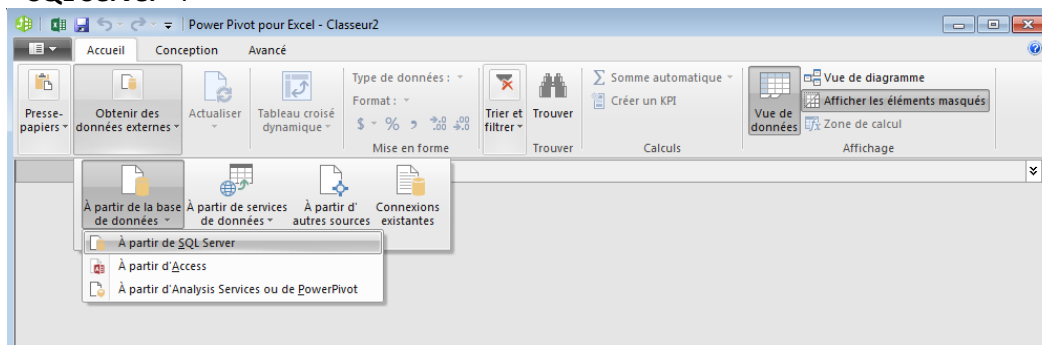 SQL Server
Power Pivot pour Excel - Classeur2
Accueil Conception Avancé
Presse-papiers
Obtenir des données externes
Actualiser
Tableau croisé dynamique
Type de données :
Format :
$ % , .00 .00
Mise en forme
Trier et filtrer
Trouver
Trouver
Somme automatique
Créer un KPI
Calculs
Vue de données
Vue de diagramme
Afficher les éléments masqués
Zone de calcul
Affichage
À partir de la base de données
À partir de services de données
À partir d' autres sources
Connexions existantes
À partir de SQL Server
À partir d'Access
À partir d'Analysis Services ou de PowerPivot